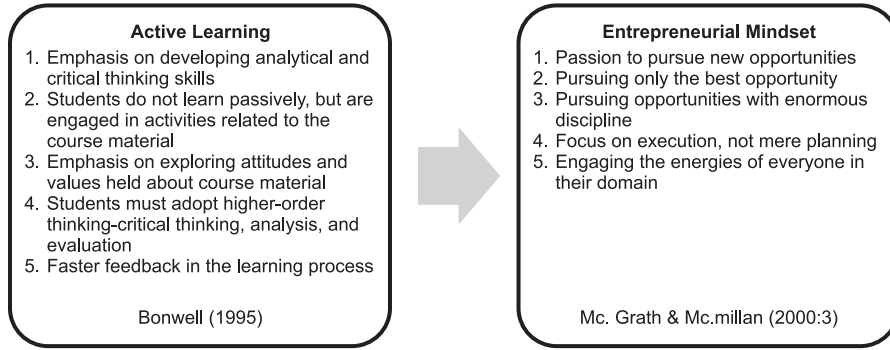 Active Learning
1. Emphasis on developing analytical and
critical thinking skills
2. Students do not learn passively, but are
engaged in activities related to the
course material
3. Emphasis on exploring attitudes and
values held about course material
4. Students must adopt higher-order
thinking-critical thinking, analysis, and
evaluation
5. Faster feedback in the learning process
Bonwell (1995)
Entrepreneurial Mindset
1. Passion to pursue new opportunities
2. Pursuing only the best opportunity
3. Pursuing opportunities with enormous
discipline
4. Focus on execution, not mere planning
5. Engaging the energies of everyone in
their domain
Mc. Grath & Mc.millan (2000:3)